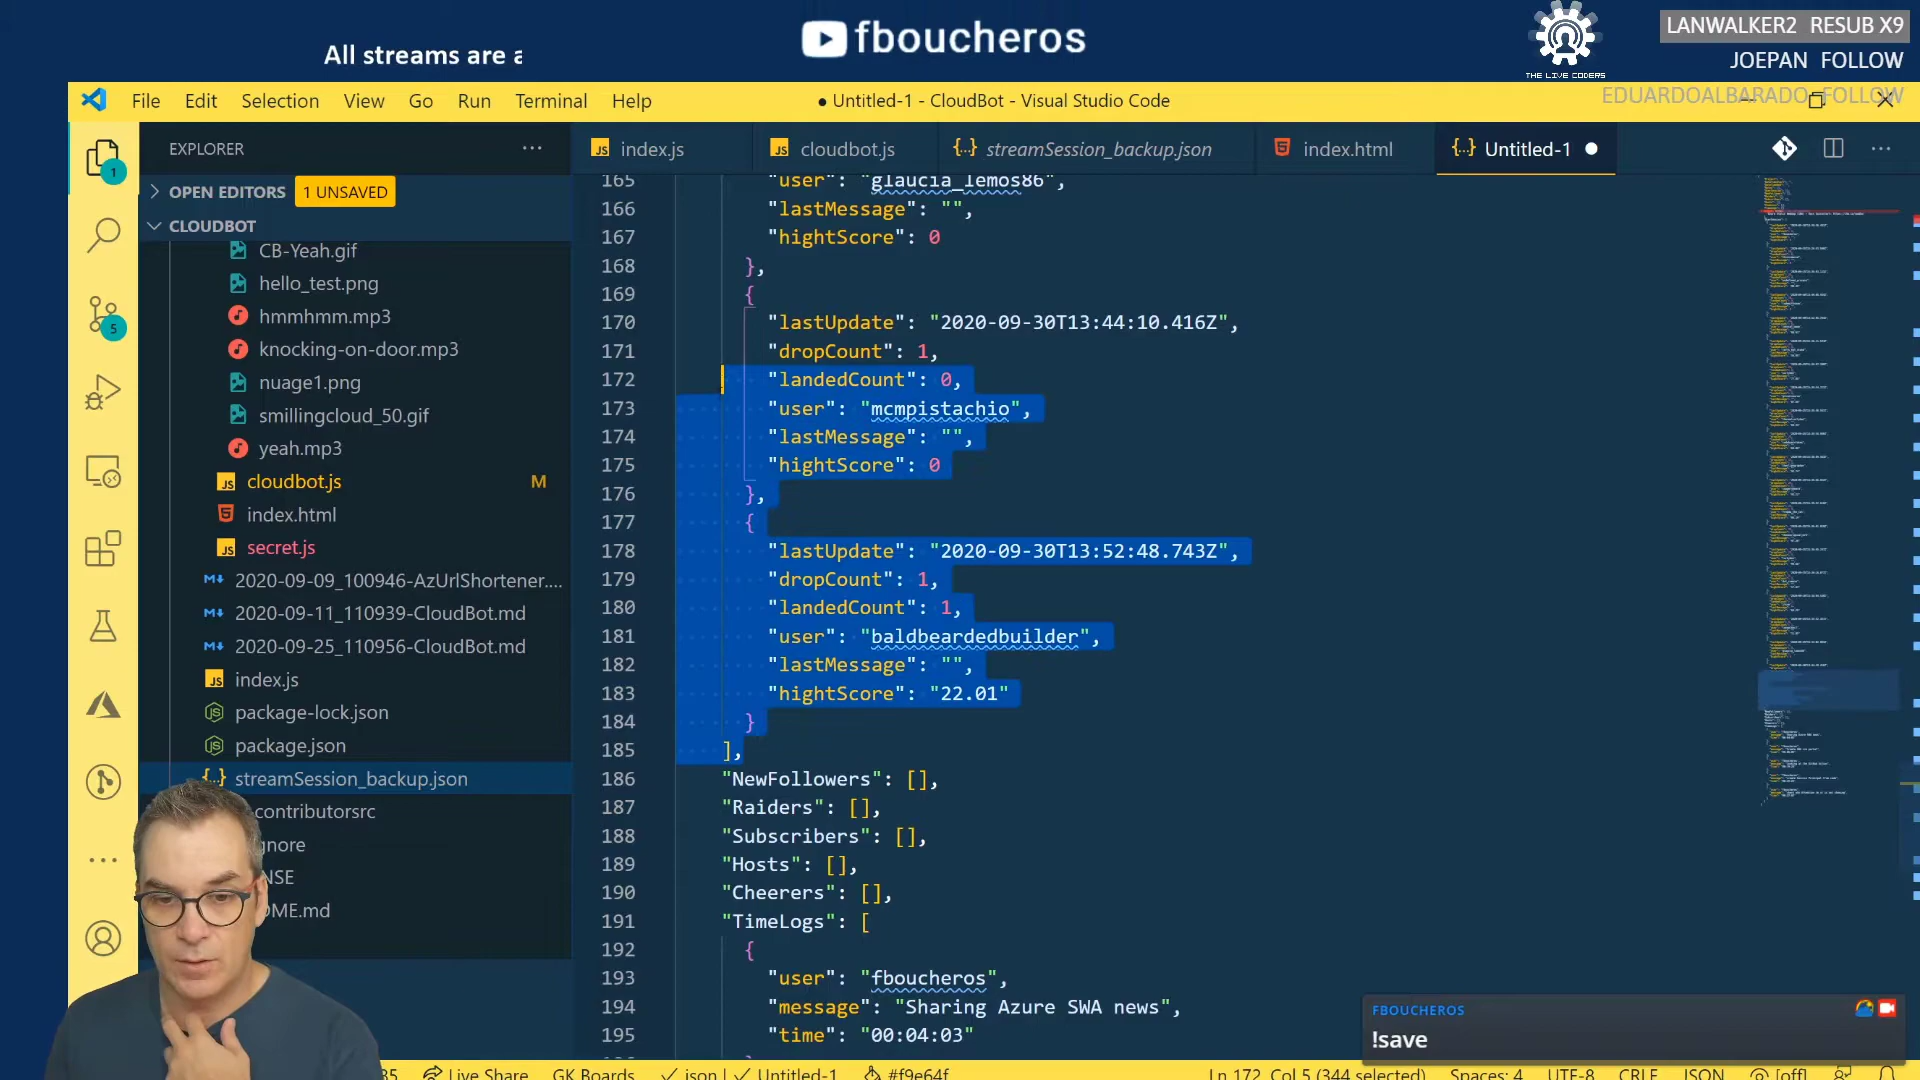 All streams are a
fboucheros
THE LIVE CODERS
LANWALKER2 RESUB X9
JOEPAN FOLLOW
EDUARDOALBARADO FOLLOW
File Edit Selection View Go Run Terminal Help
● Untitled-1 - CloudBot - Visual Studio Code
EXPLORER
index.js
cloudbot.js
streamSession_backup.json
index.html
Untitled-1
OPEN EDITORS 1 UNSAVED
CLOUDBOT
CB-Yeah.gif
hello_test.png
hmmhmm.mp3
knocking-on-door.mp3
nuage1.png
smillingcloud_50.gif
yeah.mp3
cloudbot.js M
index.html
secret.js
2020-09-09_100946-AzUrlShortener....
2020-09-11_110939-CloudBot.md
2020-09-25_110956-CloudBot.md
index.js
package-lock.json
package.json
streamSession_backup.json
contributorsrc
gnore
NSE
OME.md
1
5
165 "user": "glaucia_lemos86",
166 "lastMessage": "",
167 "hightScore": 0
168 },
169 {
170 "lastUpdate": "2020-09-30T13:44:10.416Z",
171 "dropCount": 1,
172 "landedCount": 0,
173 "user": "mcmpistachio",
174 "lastMessage": "",
175 "hightScore": 0
176 },
177 {
178 "lastUpdate": "2020-09-30T13:52:48.743Z",
179 "dropCount": 1,
180 "landedCount": 1,
181 "user": "baldbeardedbuilder",
182 "lastMessage": "",
183 "hightScore": "22.01"
184 }
185 ],
186 "NewFollowers": [],
187 "Raiders": [],
188 "Subscribers": [],
189 "Hosts": [],
190 "Cheerers": [],
191 "TimeLogs": [
192 {
193 "user": "fboucheros",
194 "message": "Sharing Azure SWA news",
195 "time": "00:04:03"
FBOUCHEROS
!save
35 Live Share GK Boards json Untitled-1 #f9e64f Ln 172, Col 5 (344 selected) Spaces: 4 UTF-8 CRLF JSON [off]